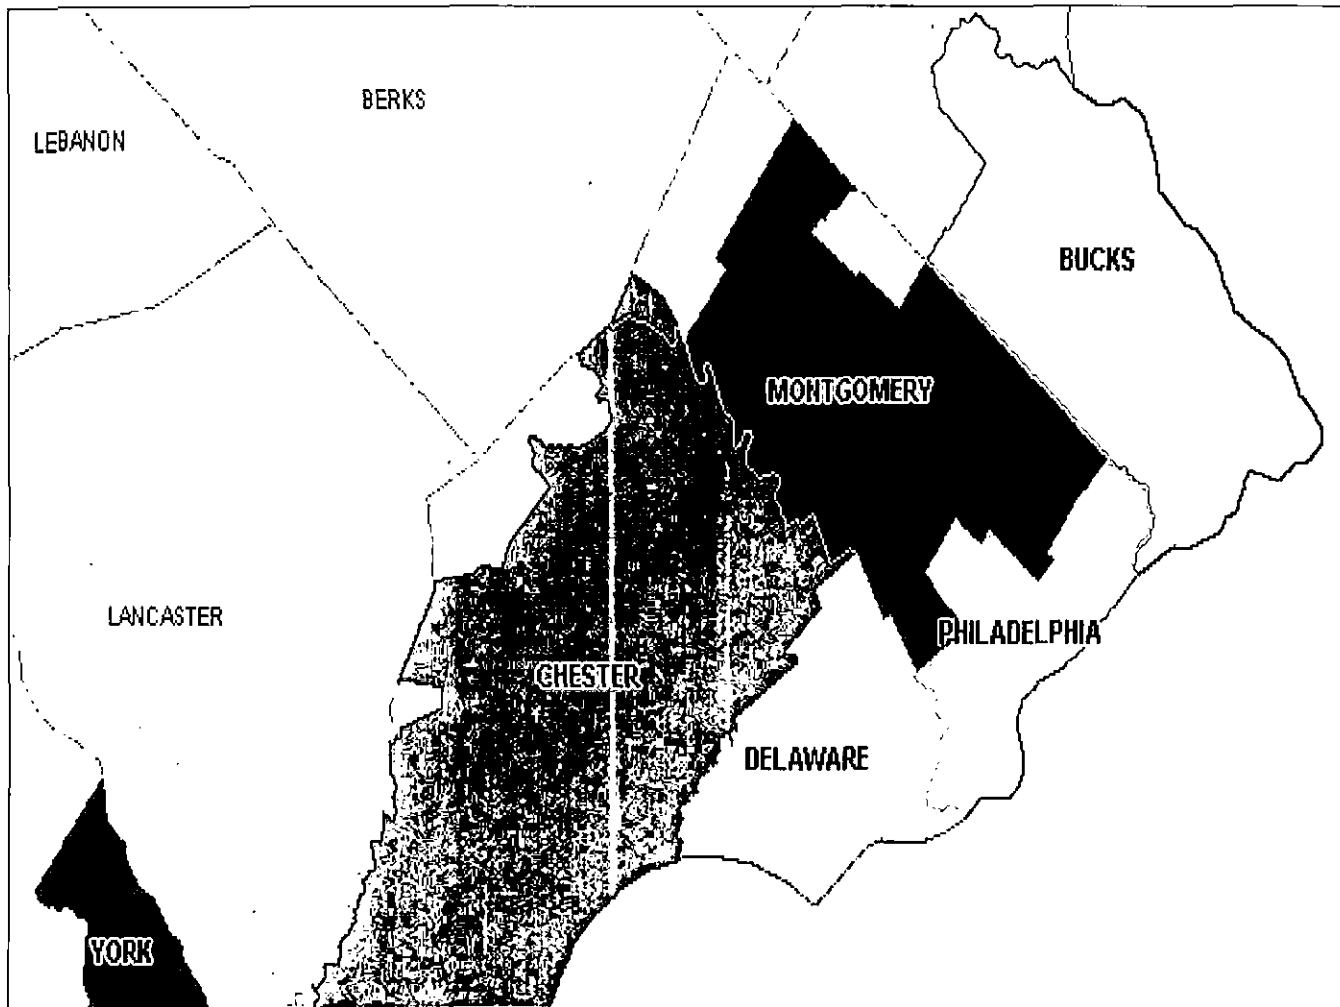 BERKS
LEBANON
BUCKS
MONTGOMERY
LANCASTER
PHILADELPHIA
CHESTER
DELAWARE
YORK